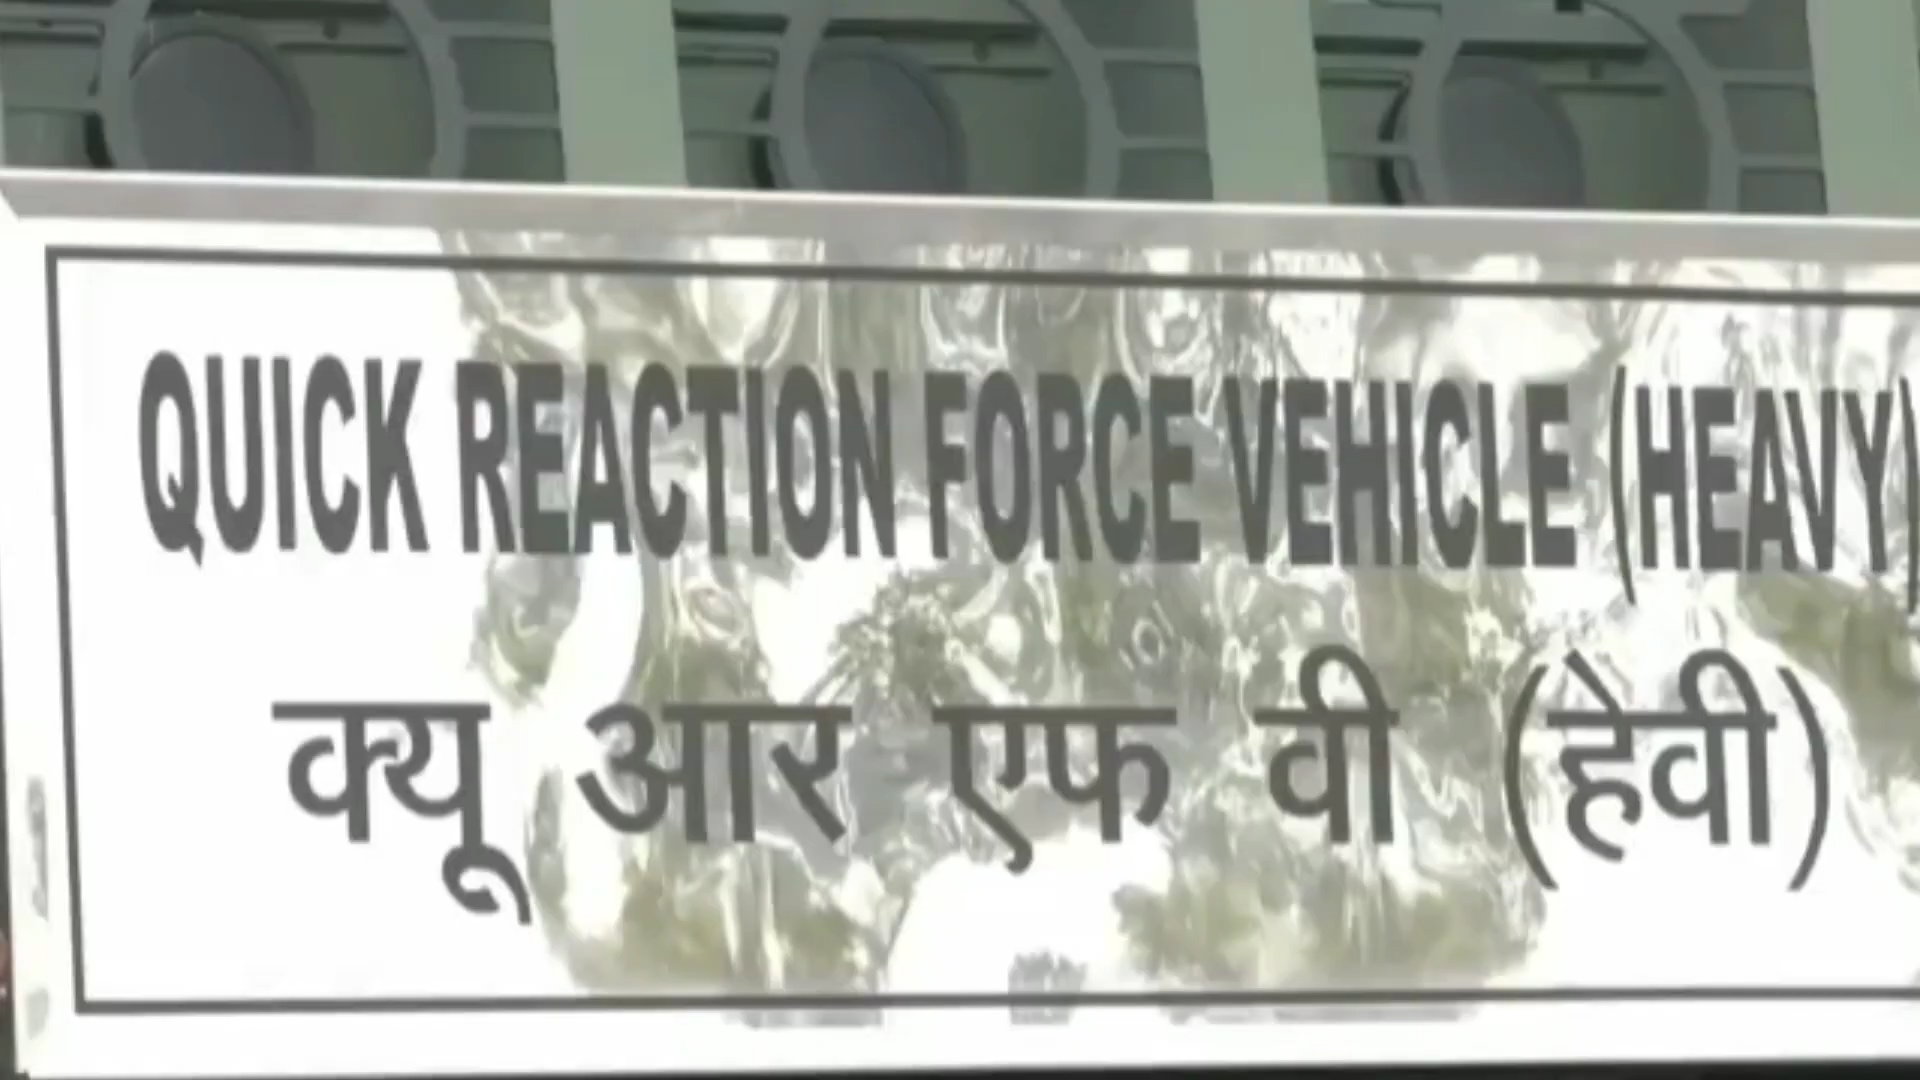 QUICK REACTION FORCE VEHICLE (HEAVY)
क्यू आर एफ वी (हेवी)